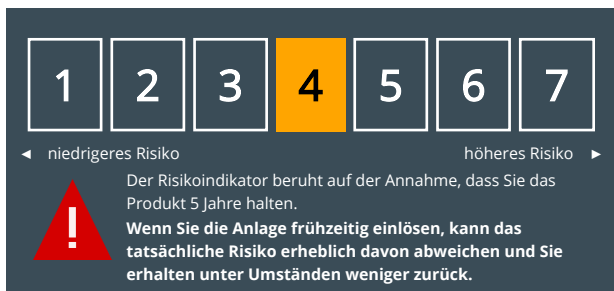 1 2 3 4 5 6 7
◄ niedrigeres Risiko höheres Risiko ►
Der Risikoindikator beruht auf der Annahme, dass Sie das
Produkt 5 Jahre halten.
Wenn Sie die Anlage frühzeitig einlösen, kann das
tatsächliche Risiko erheblich davon abweichen und Sie
erhalten unter Umständen weniger zurück.
!